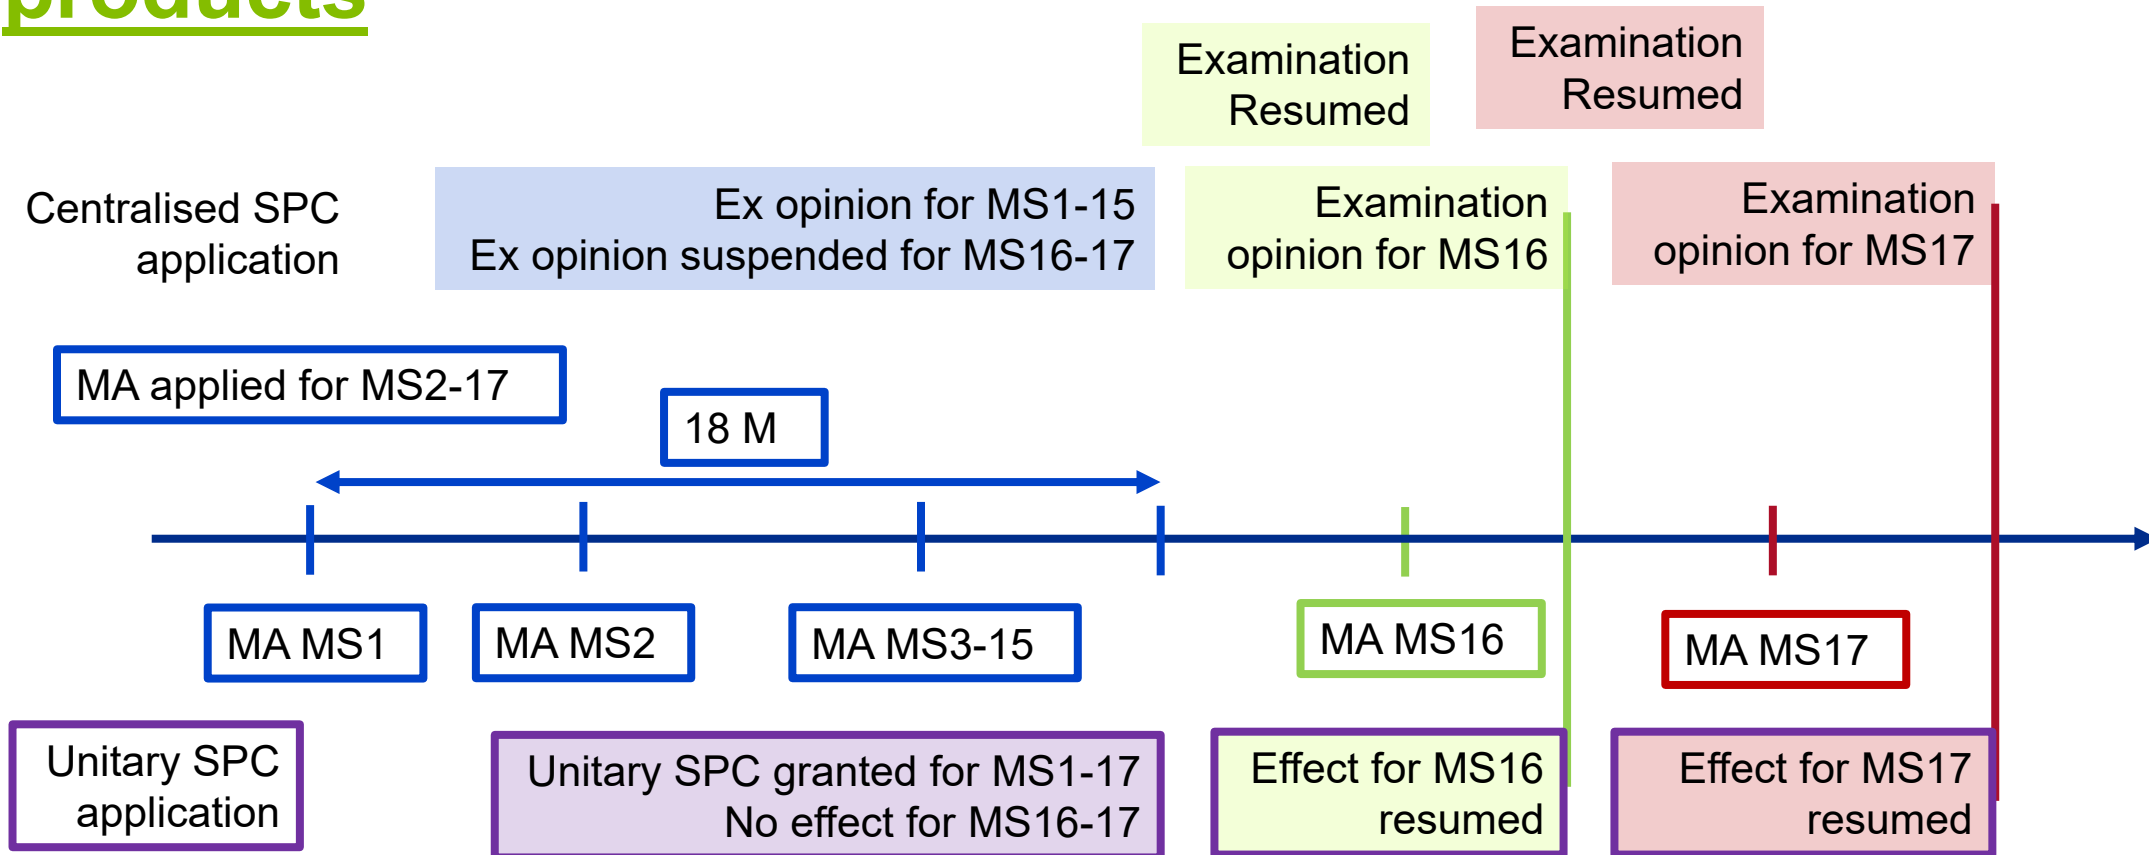 products
Examination
Resumed
Examination
Resumed
Centralised SPC
application
Ex opinion for MS1-15
Ex opinion suspended for MS16-17
Examination
opinion for MS16
Examination
opinion for MS17
MA applied for MS2-17
18 M
MA MS1
MA MS2
MA MS3-15
MA MS16
MA MS17
Unitary SPC
application
Unitary SPC granted for MS1-17
No effect for MS16-17
Effect for MS16
resumed
Effect for MS17
resumed